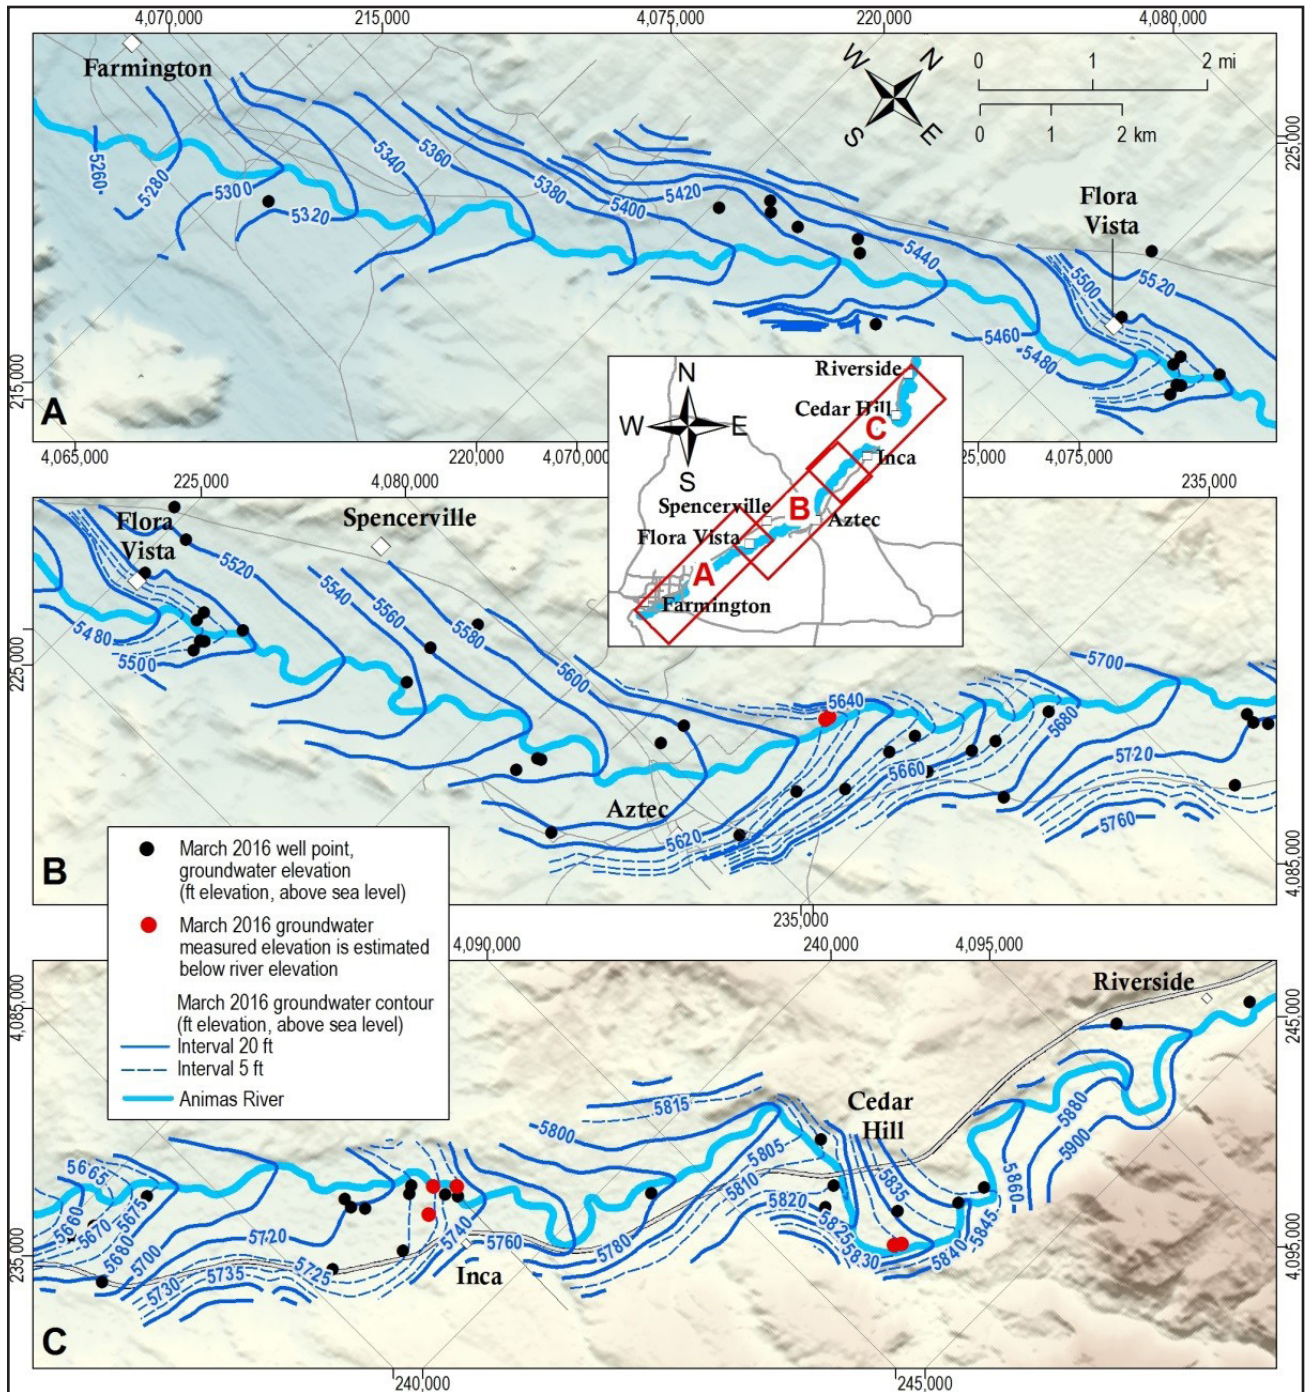 4,070,000
215,000
4,075,000
220,000
4,080,000
Farmington
W N
S E
0 1 2 mi
0 1 2 km
225,000
Flora
Vista
5260
5280
5300
5320
5340
5360
5380
5400
5420
5440
5460
5480
5500
5520
215,000
A
4,065,000
220,000
4,070,000
25,000
4,075,000
N
W E
S
Riverside
Cedar Hill
C
Inca
Spencerville
B
Aztec
Flora Vista
A
Farmington
225,000
4,080,000
235,000
Flora
Vista
Spencerville
5480
5500
5520
5540
5560
5580
5600
5620
5640
5660
5680
5700
5720
5760
225,000
Aztec
B
4,085,000
235,000
March 2016 well point,
groundwater elevation
(ft elevation, above sea level)
March 2016 groundwater
measured elevation is estimated
below river elevation
March 2016 groundwater contour
(ft elevation, above sea level)
Interval 20 ft
Interval 5 ft
Animas River
4,090,000
240,000
4,095,000
4,085,000
Riverside
245,000
Cedar
Hill
5665
5660
5670
5675
5680
5700
5720
5730
5735
5725
5740
5760
5780
5800
5815
5805
5810
5820
5825
5830
5835
5840
5845
5860
5880
5900
235,000
Inca
4,095,000
C
240,000
245,000